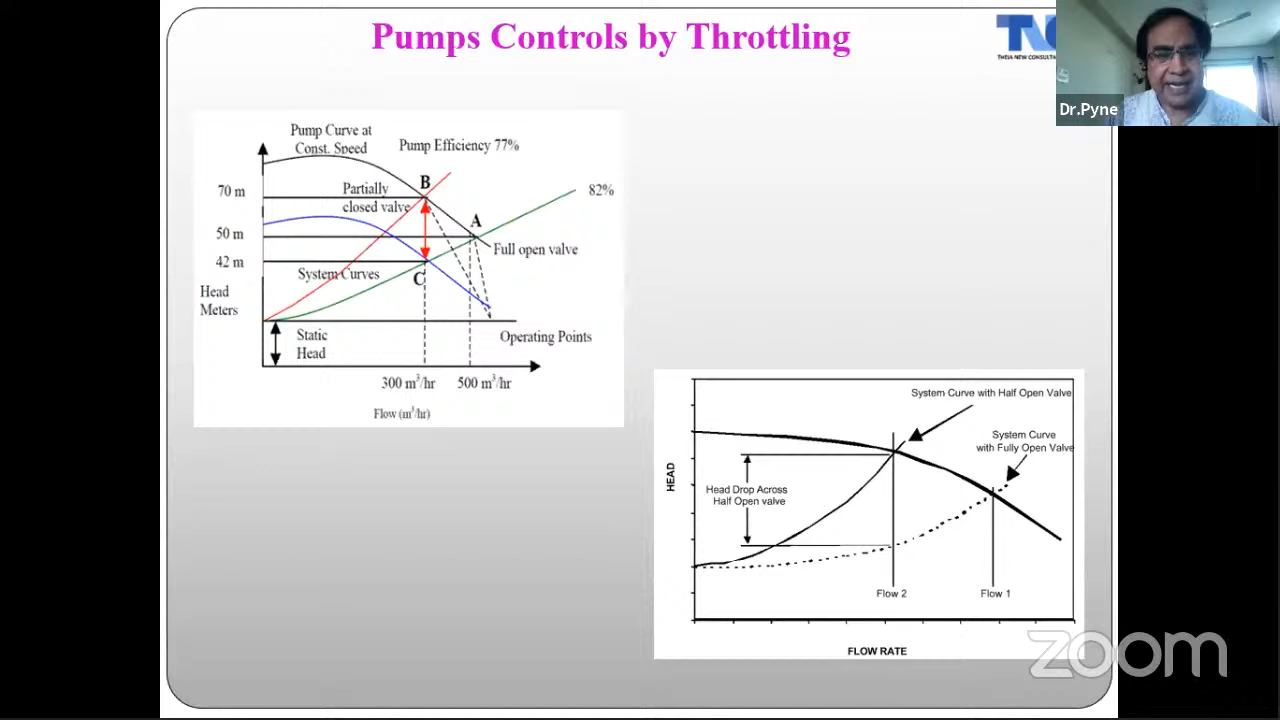 Pumps Controls by Throttling
THEIA NEW CONSULTA
Dr.Pyne
Pump Curve at
Const. Speed
Pump Efficiency 77%
70 m
Partially
closed valve
B
82%
A
50 m
Full open valve
42 m
System Curves
C
Head
Meters
Static
Head
Operating Points
300 m³/hr
500 m³/hr
Flow (m³/hr)
System Curve with Half Open Valve
System Curve
with Fully Open Valve
HEAD
Head Drop Across
Half Open valve
Flow 2
Flow 1
FLOW RATE
zoom